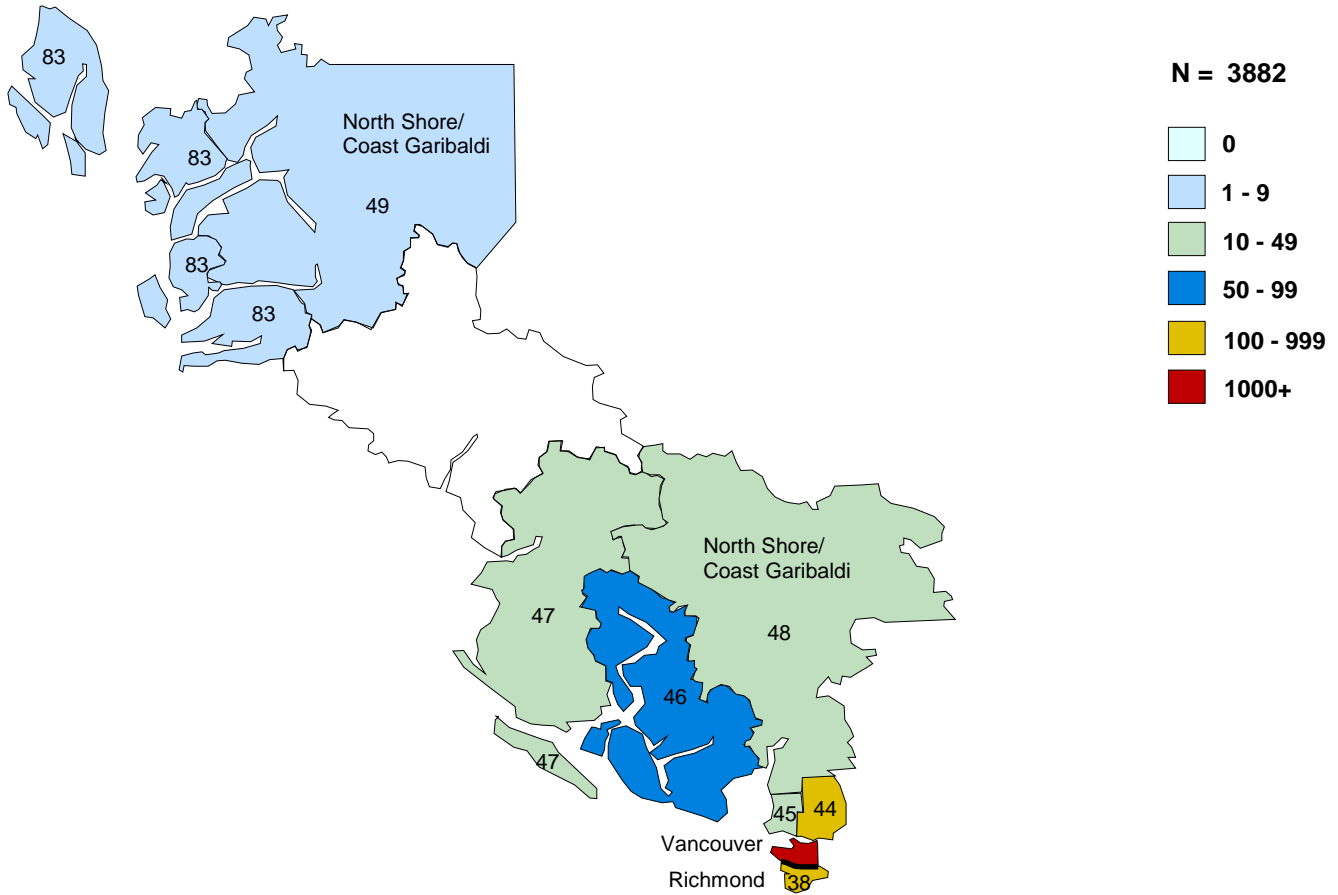 83
N = 3882
North Shore/
Coast Garibaldi
0
83
1 - 9
49
10 - 49
83
50 - 99
83
100 - 999
1000+
North Shore/
Coast Garibaldi
47
48
46
47
45
44
Vancouver
Richmond
38